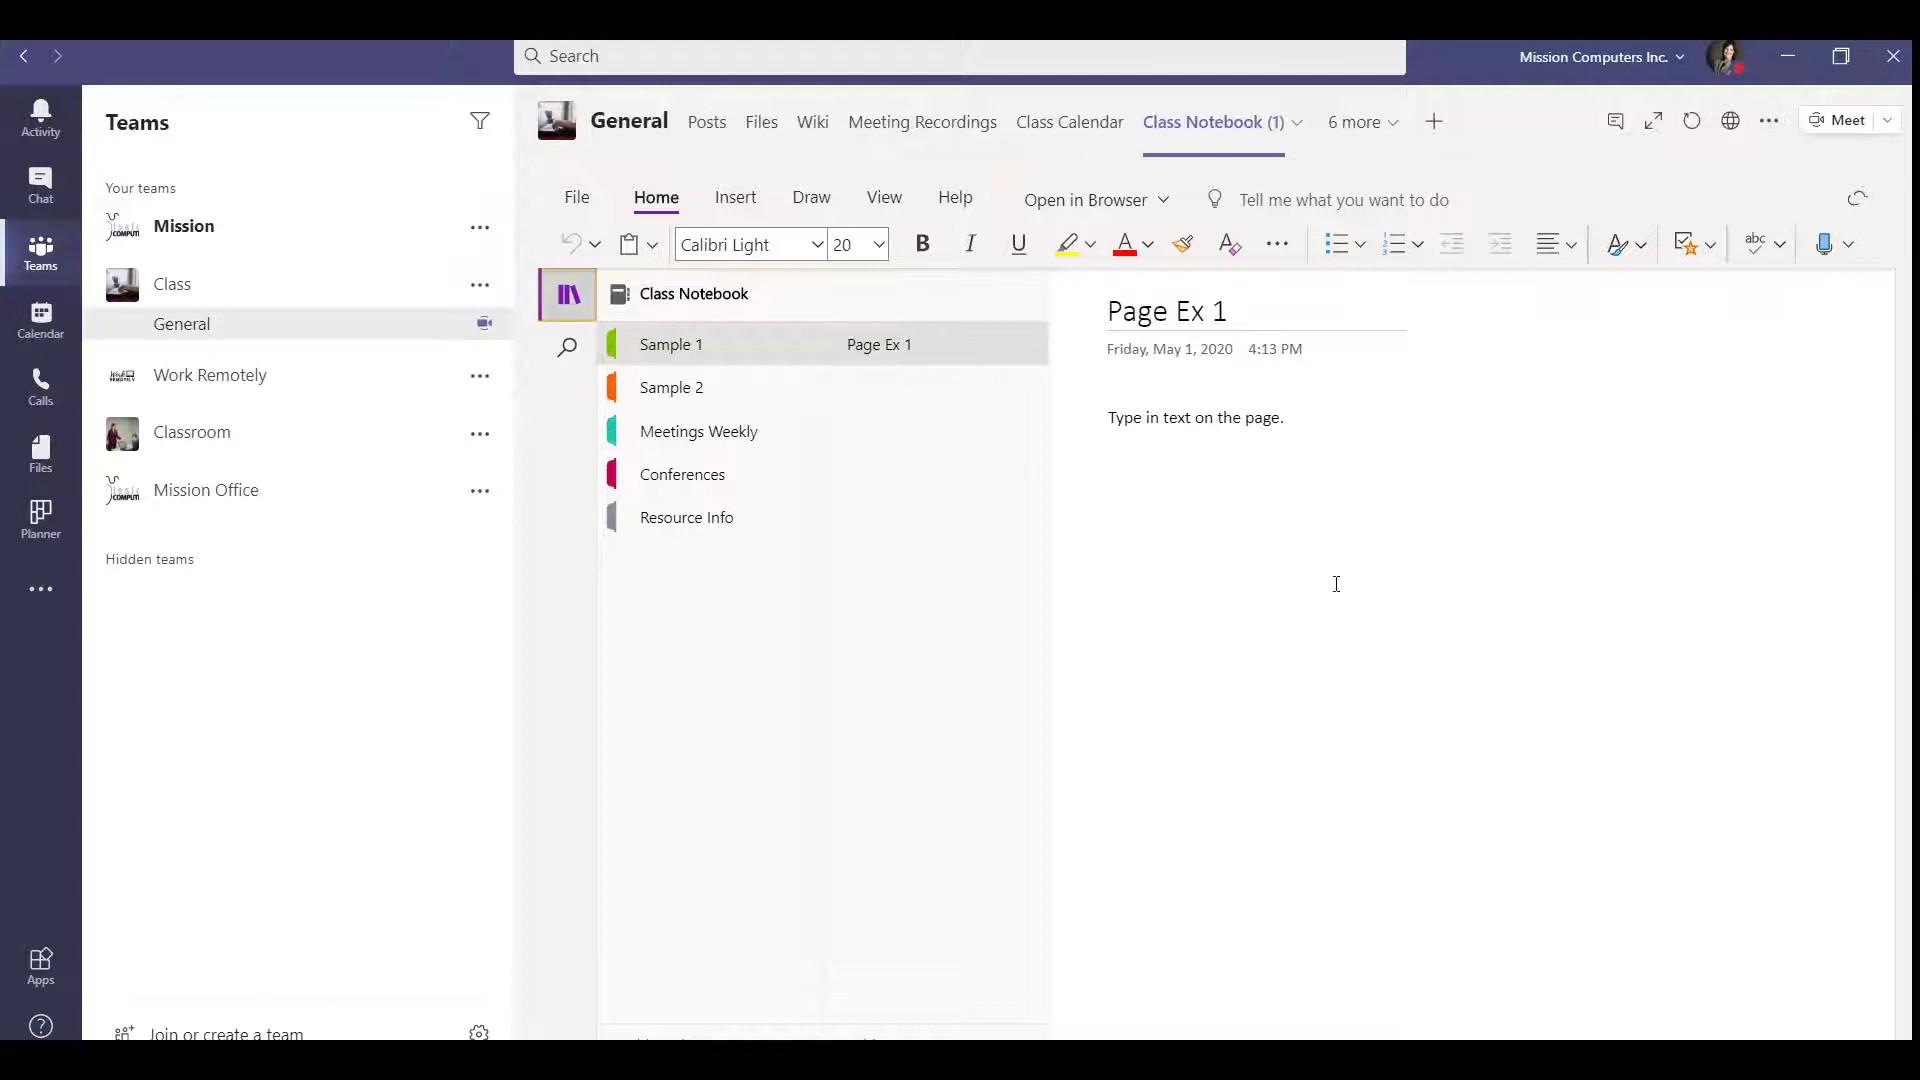 Search
Mission Computers Inc.
Activity
Chat
Teams
Calendar
Calls
Files
Planner
Apps
Teams
Your teams
Mission
Class
General
Work Remotely
Classroom
Mission Office
Hidden teams
Join or create a team
General Posts Files Wiki Meeting Recordings Class Calendar Class Notebook (1) 6 more Meet
File Home Insert Draw View Help Open in Browser Tell me what you want to do
Calibri Light 20 B I U A A abc
Class Notebook
Sample 1 Page Ex 1
Sample 2
Meetings Weekly
Conferences
Resource Info
Page Ex 1
Friday, May 1, 2020 4:13 PM
Type in text on the page.